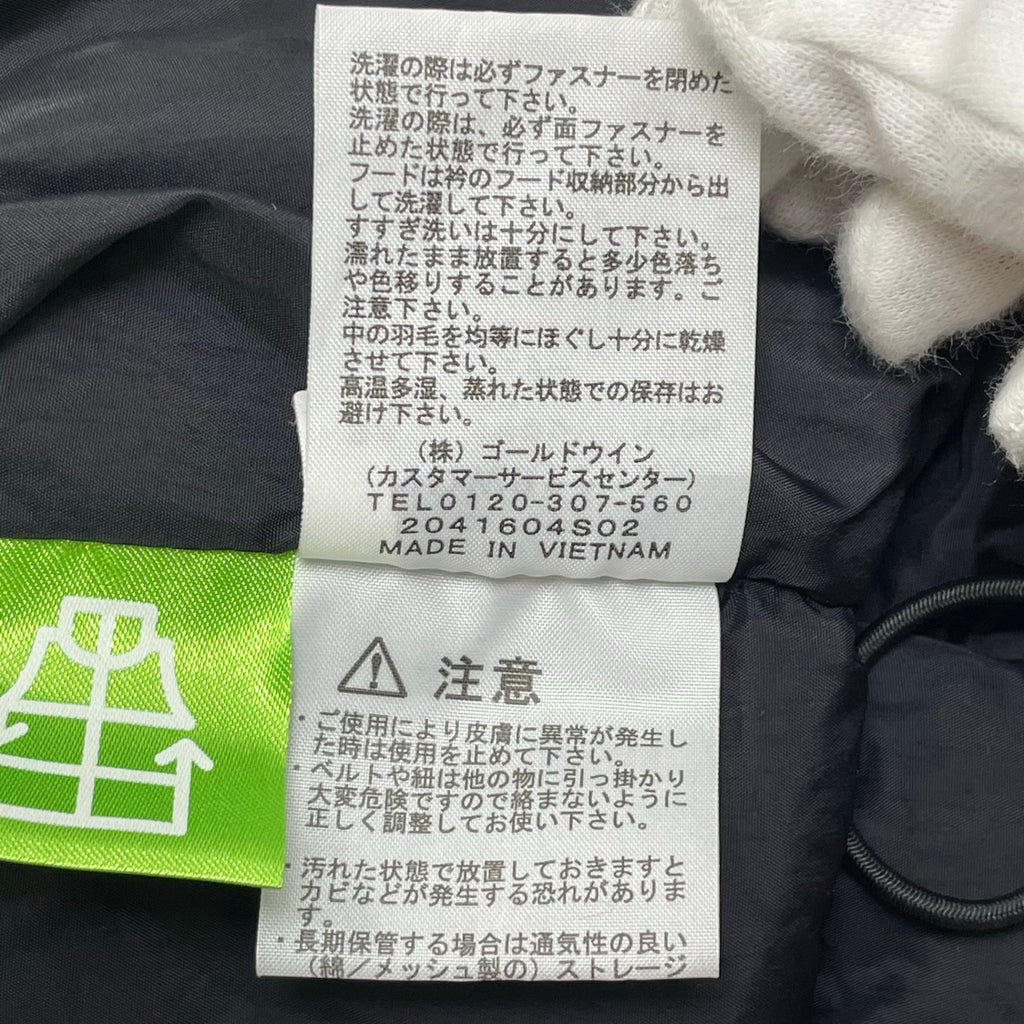 洗濯の際は必ずファスナーを閉めた
状態で行って下さい。
洗濯の際は、必ず面ファスナーを
止めた状態で行って下さい。
フードは衿のフード収納部分から出
して洗濯して下さい。
すすぎ洗いは十分にして下さい。
濡れたまま放置すると多少色落ち
や色移りすることがあります。ご
注意下さい。
中の羽毛を均等にほぐし十分に乾燥
させて下さい。
高温多湿、蒸れた状態での保存はお
避け下さい。
(株)ゴールドウイン
(カスタマーサービスセンター)
TEL0120-307-560
2041604S02
MADE IN VIETNAM
注意
・ご使用により皮膚に異常が発生し
た時は使用を止めて下さい。
・ベルトや紐は他の物に引っ掛かり
大変危険ですので絡まないように
正しく調整してお使い下さい。
・汚れた状態で放置しておきますと
カビなどが発生する恐れがありま
す。
・長期保管する場合は通気性の良い
(綿/メッシュ製の)ストレージ